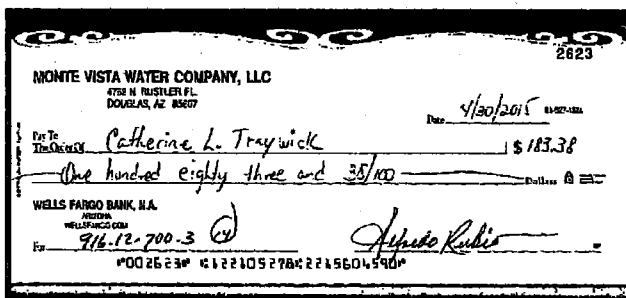 2623
MONTE VISTA WATER COMPANY, LLC
4752 N RUSTLER PL.
DOUGLAS, AZ 85607
Date 4/30/2015
Pay To The Order Of Catherine L. Traywick $ 183.38
One hundred eighty three and 38/100 Dollars
WELLS FARGO BANK, N.A.
ARIZONA
WELLSFARGO.COM
For 916-12-700-3 Alfredo Rubio
⑈002623⑈ ⑆122105278⑆2215604590⑈